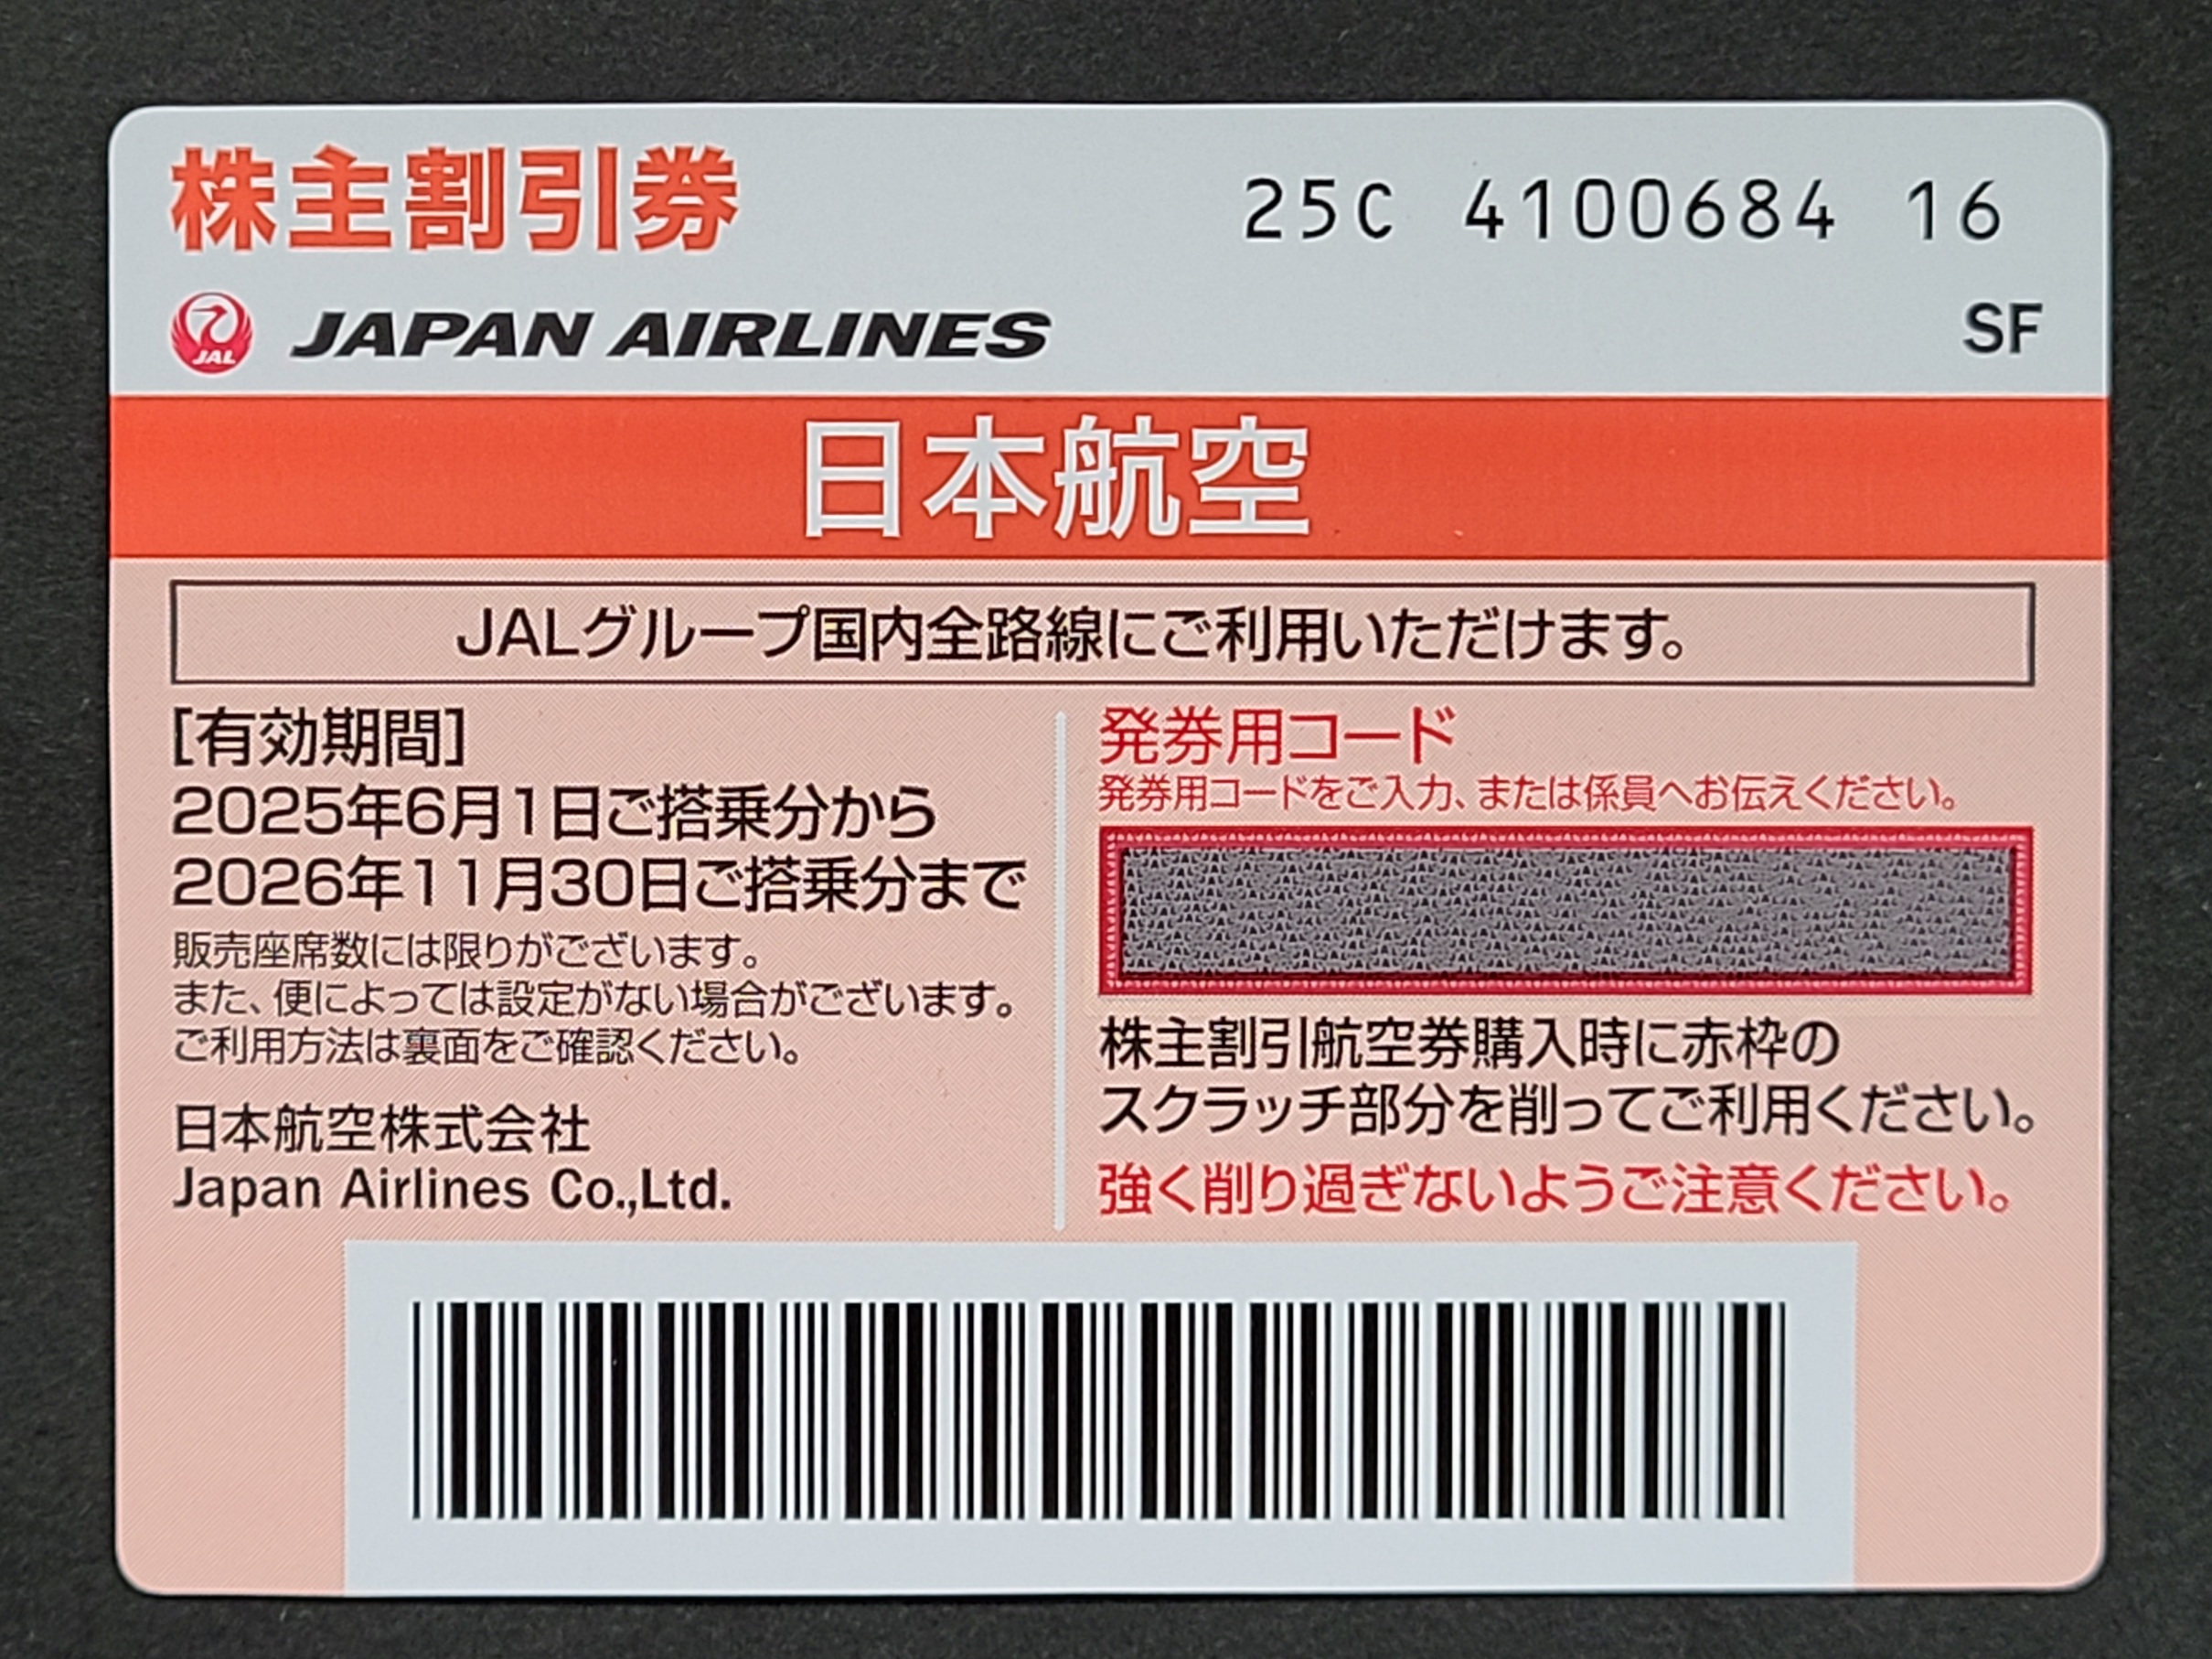 株主割引券
25C 4100684 16
JAL JAPAN AIRLINES
SF
日本航空
JALグループ国内全路線にご利用いただけます。
[有効期間]
2025年6月1日ご搭乗分から
2026年11月30日ご搭乗分まで
販売座席数には限りがございます。
また、便によっては設定がない場合がございます。
ご利用方法は裏面をご確認ください。
日本航空株式会社
Japan Airlines Co.,Ltd.
発券用コード
発券用コードをご入力、または係員へお伝えください。
株主割引航空券購入時に赤枠の
スクラッチ部分を削ってご利用ください。
強く削り過ぎないようご注意ください。